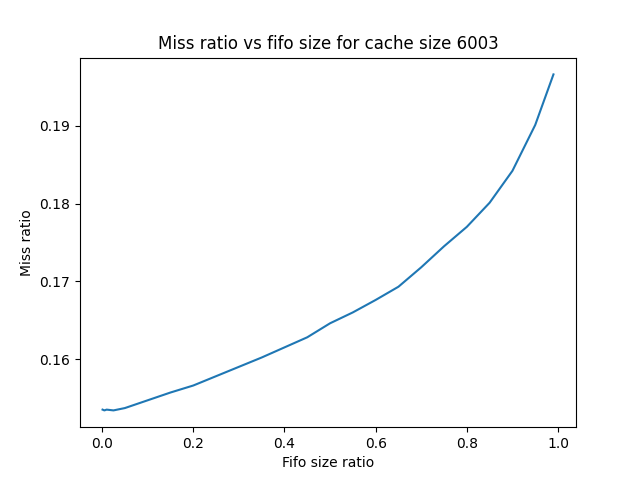 Miss ratio vs fifo size for cache size 6003
0.19
0.18
0.17
0.16
Miss ratio
0.0 0.2 0.4 0.6 0.8 1.0
Fifo size ratio